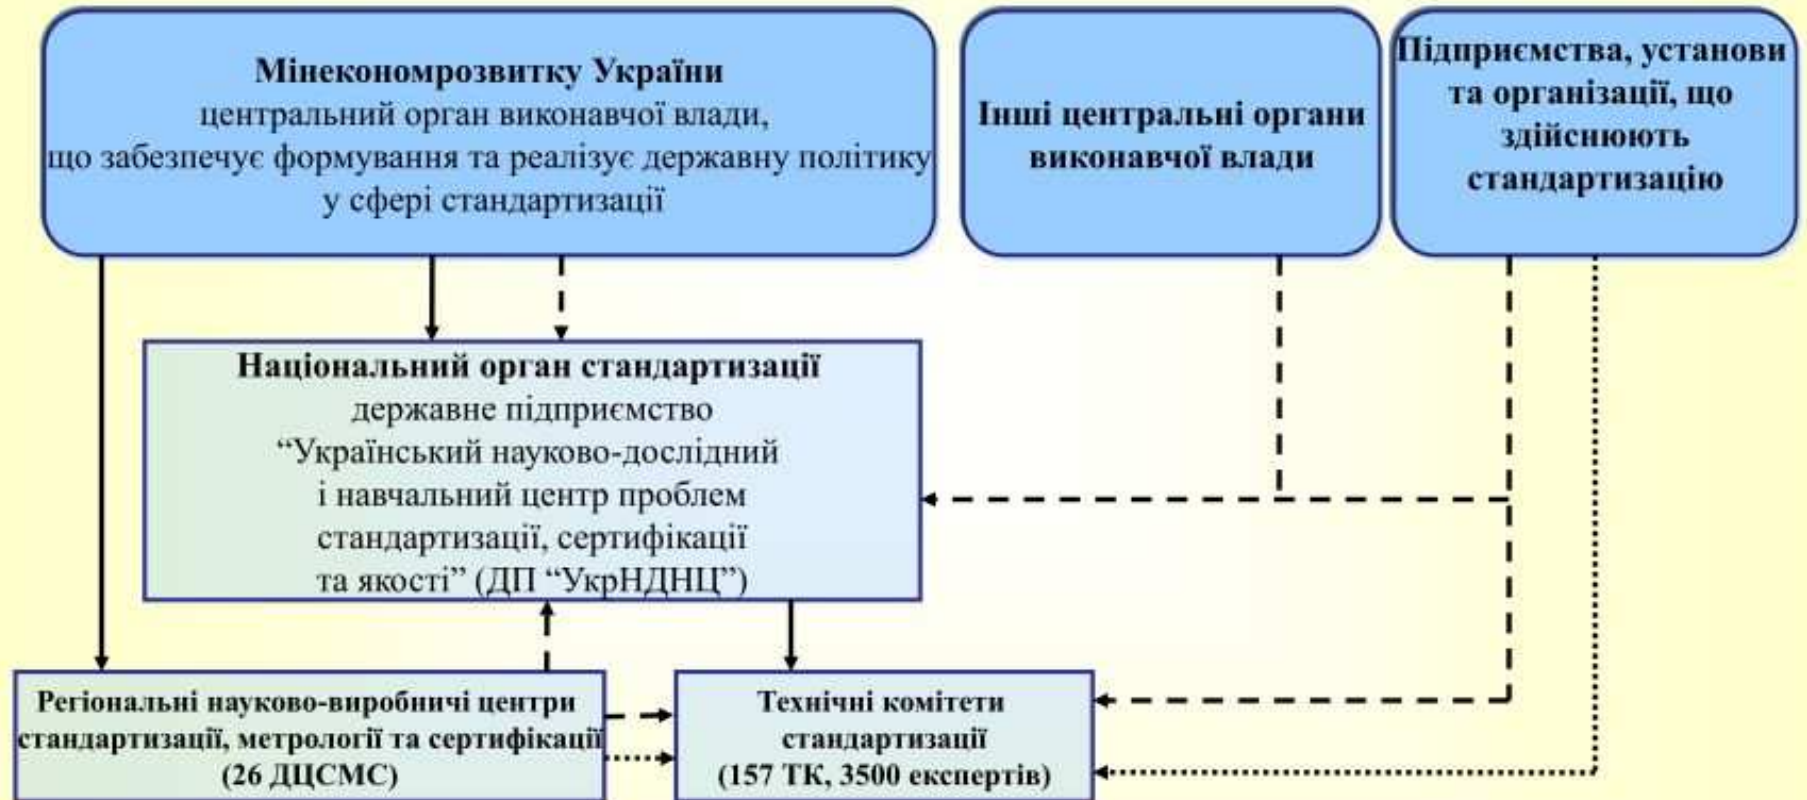 Мінекономрозвитку України
центральний орган виконавчої влади,
що забезпечує формування та реалізує державну політику
у сфері стандартизації
Інші центральні органи
виконавчої влади
Підприємства, установи
та організації, що
здійснюють
стандартизацію
Національний орган стандартизації
державне підприємство
“Український науково-дослідний
і навчальний центр проблем
стандартизації, сертифікації
та якості” (ДП “УкрНДНЦ”)
Регіональні науково-виробничі центри
стандартизації, метрології та сертифікації
(26 ДЦСМС)
Технічні комітети
стандартизації
(157 ТК, 3500 експертів)